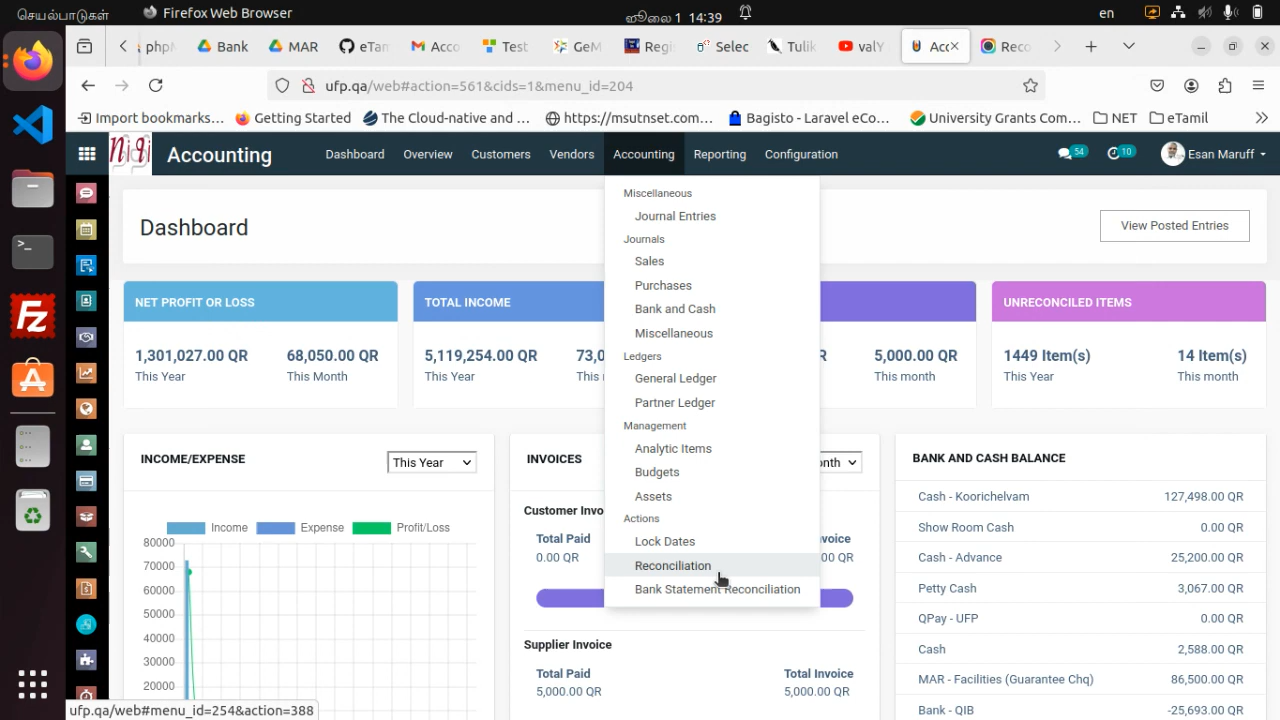 செயல்பாடுகள் Firefox Web Browser ஜூலை 1 14:39 en
phpM Bank MAR eTan Acco Test GeM Regi Selec Tulik valY Acc Reco
ufp.qa/web#action=561&cids=1&menu_id=204
Import bookmarks... Getting Started The Cloud-native and ... https://msutnset.com... Bagisto - Laravel eCo... University Grants Com... NET eTamil
Accounting Dashboard Overview Customers Vendors Accounting Reporting Configuration 54 10 Esan Maruff
Dashboard
View Posted Entries
Miscellaneous
Journal Entries
Journals
Sales
Purchases
Bank and Cash
Miscellaneous
Ledgers
General Ledger
Partner Ledger
Management
Analytic Items
Budgets
Assets
Actions
Lock Dates
Reconciliation
Bank Statement Reconciliation
NET PROFIT OR LOSS
1,301,027.00 QR 68,050.00 QR
This Year This Month
TOTAL INCOME
5,119,254.00 QR 73,0
This Year This
R 5,000.00 QR
This month
UNRECONCILED ITEMS
1449 Item(s) 14 Item(s)
This Year This month
INCOME/EXPENSE This Year
Income Expense Profit/Loss
80000
70000
60000
50000
40000
30000
20000
INVOICES onth
Customer Invo
Total Paid voice
0.00 QR 00 QR
Supplier Invoice
Total Paid Total Invoice
5,000.00 QR 5,000.00 QR
BANK AND CASH BALANCE
Cash - Koorichelvam 127,498.00 QR
Show Room Cash 0.00 QR
Cash - Advance 25,200.00 QR
Petty Cash 3,067.00 QR
QPay - UFP 0.00 QR
Cash 2,588.00 QR
MAR - Facilities (Guarantee Chq) 86,500.00 QR
Bank - QIB -25,693.00 QR
ufp.qa/web#menu_id=254&action=388